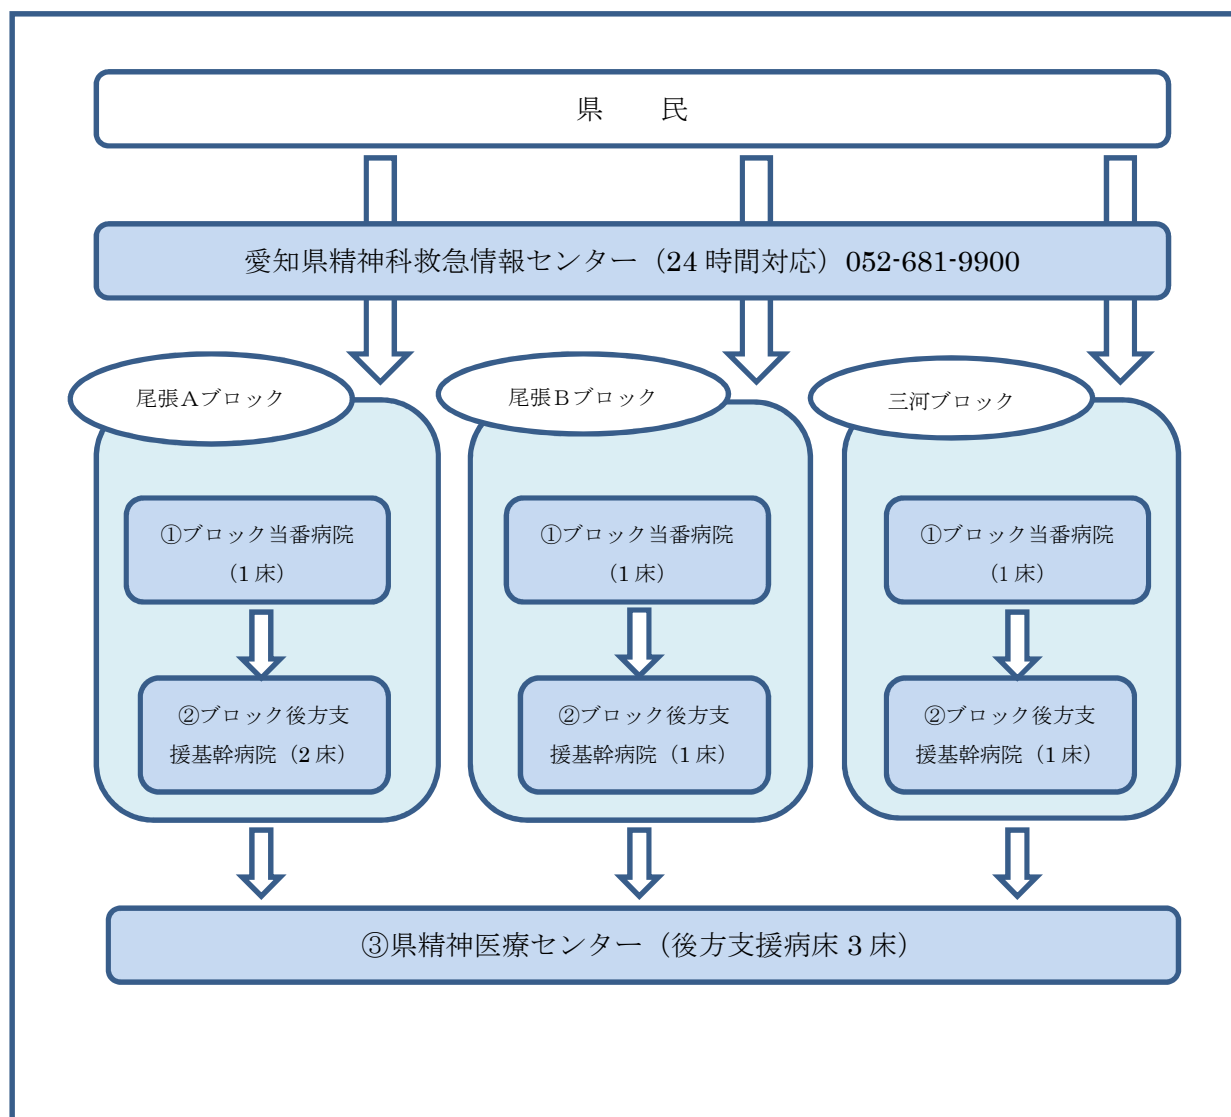 県　　民
愛知県精神科救急情報センター（24 時間対応）052-681-9900
尾張Ａブロック
尾張Ｂブロック
三河ブロック
①ブロック当番病院
（1 床）
①ブロック当番病院
（1 床）
①ブロック当番病院
（1 床）
②ブロック後方支
援基幹病院（2 床）
②ブロック後方支
援基幹病院（1 床）
②ブロック後方支
援基幹病院（1 床）
③県精神医療センター（後方支援病床 3 床）